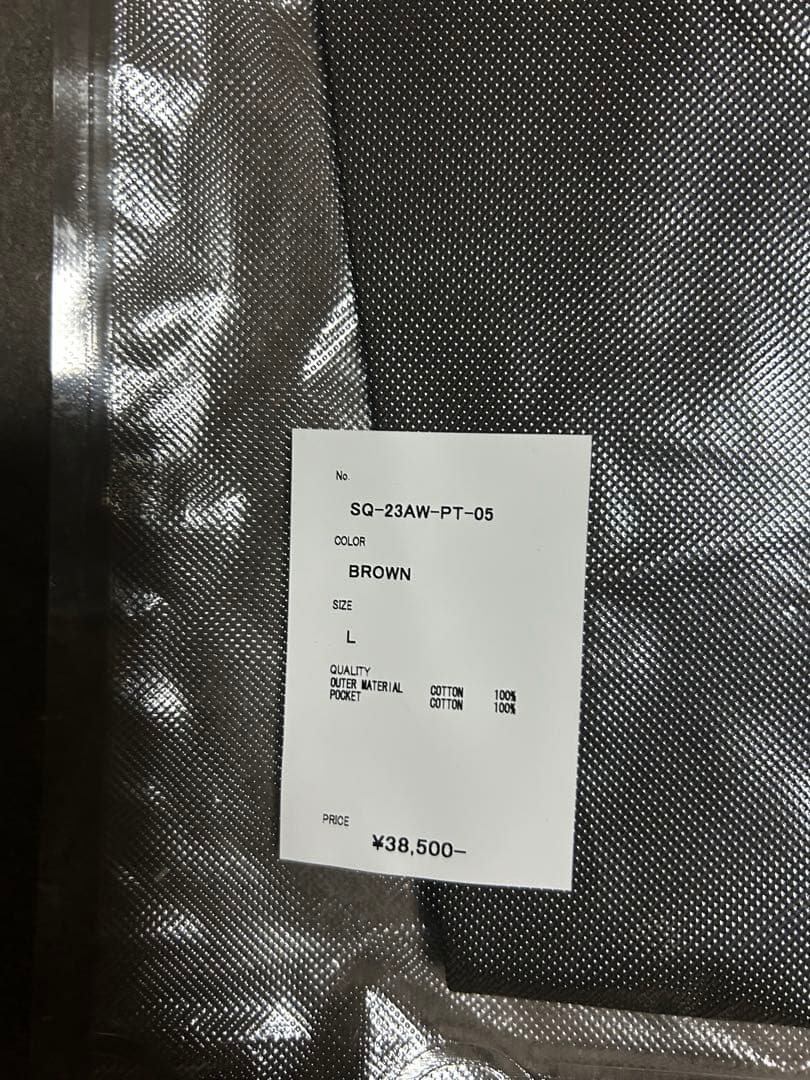 No.
SQ-23AW-PT-05
COLOR
BROWN
SIZE
L
QUALITY
OUTER MATERIAL COTTON 100%
POCKET COTTON 100%
PRICE
¥38,500-